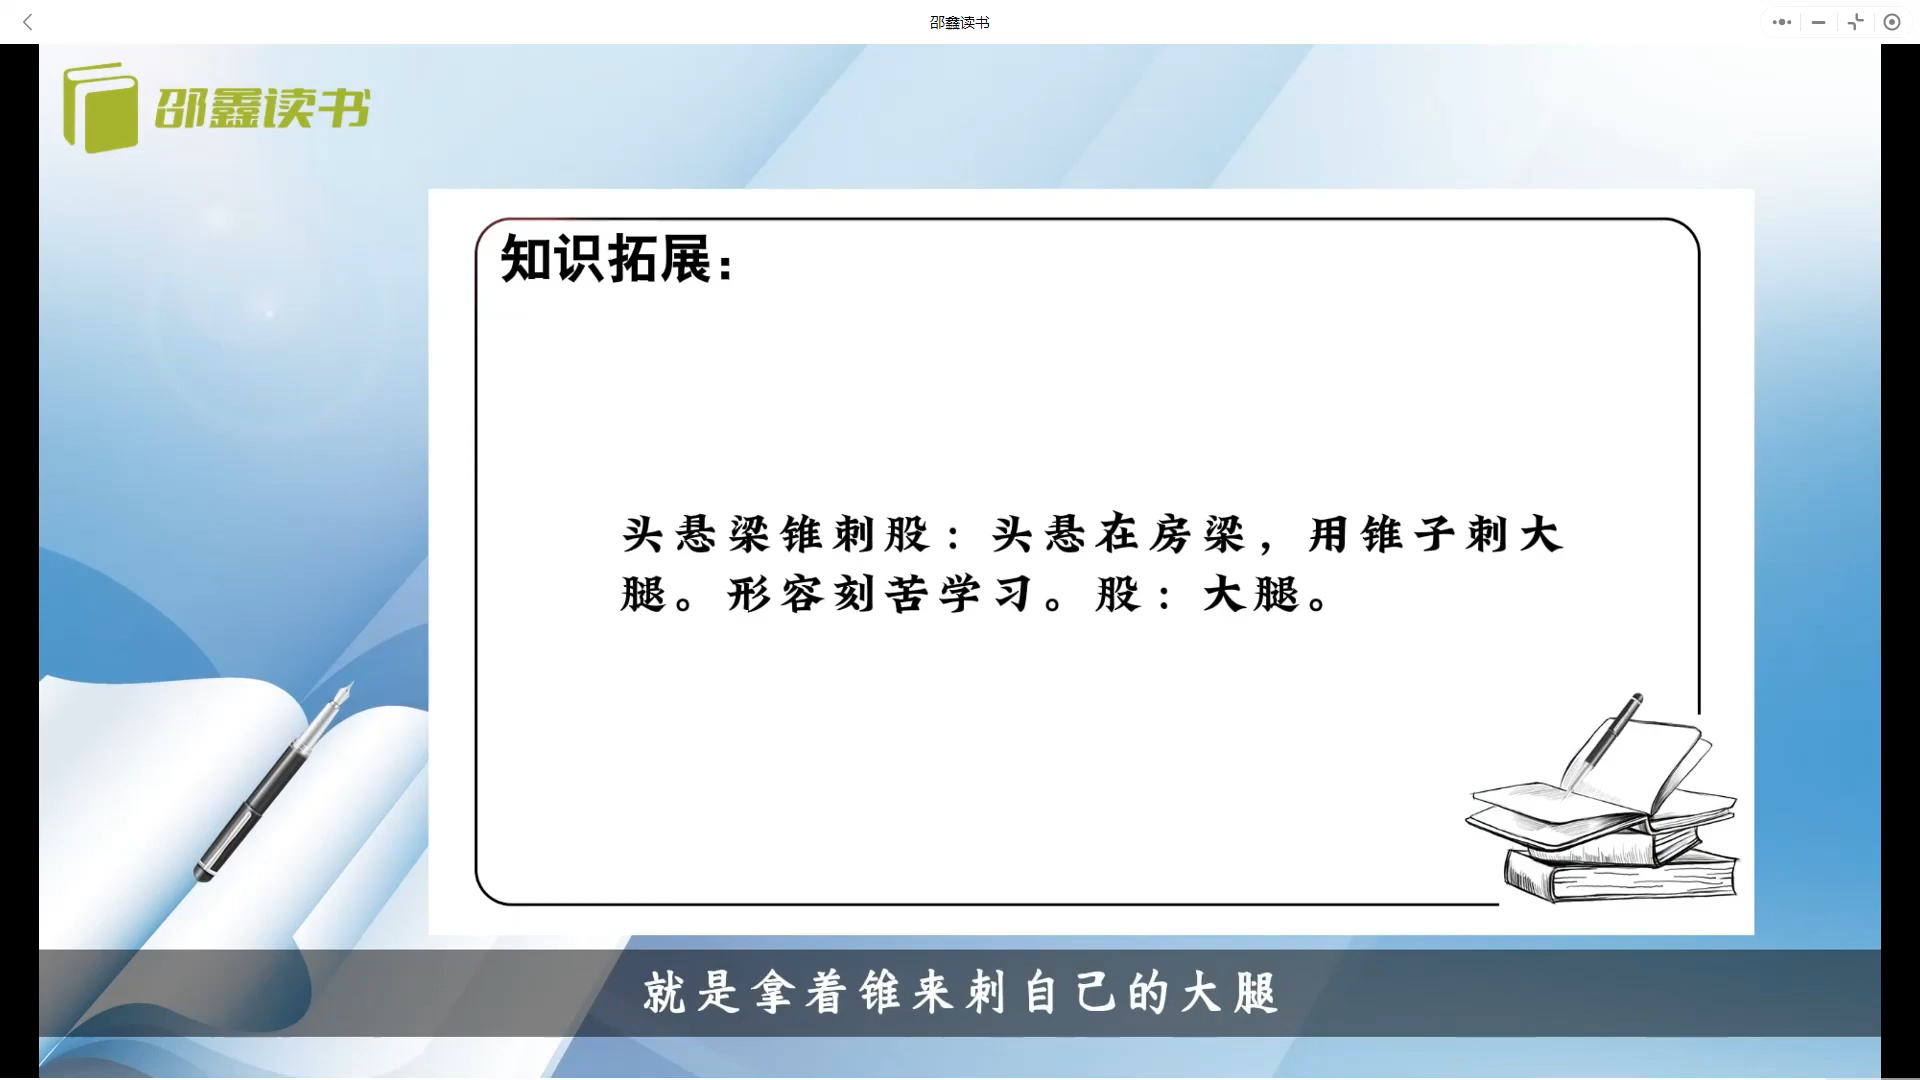 邵鑫读书
邵鑫读书
知识拓展：
头悬梁锥刺股：头悬在房梁，用锥子刺大
腿。形容刻苦学习。股：大腿。
就是拿着锥来刺自己的大腿